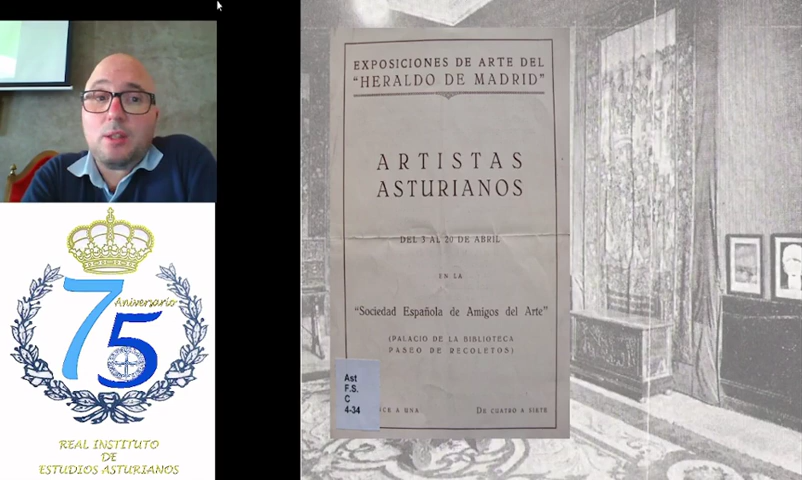 75
Aniversario
REAL INSTITUTO
DE
ESTUDIOS ASTURIANOS
EXPOSICIONES DE ARTE DEL
"HERALDO DE MADRID"
ARTISTAS
ASTURIANOS
DEL 3 AL 20 DE ABRIL
EN LA
"Sociedad Española de Amigos del Arte"
(PALACIO DE LA BIBLIOTECA
PASEO DE RECOLETOS)
Ast
F.S.
C
4-34
A UNA
DE CUATRO A SIETE